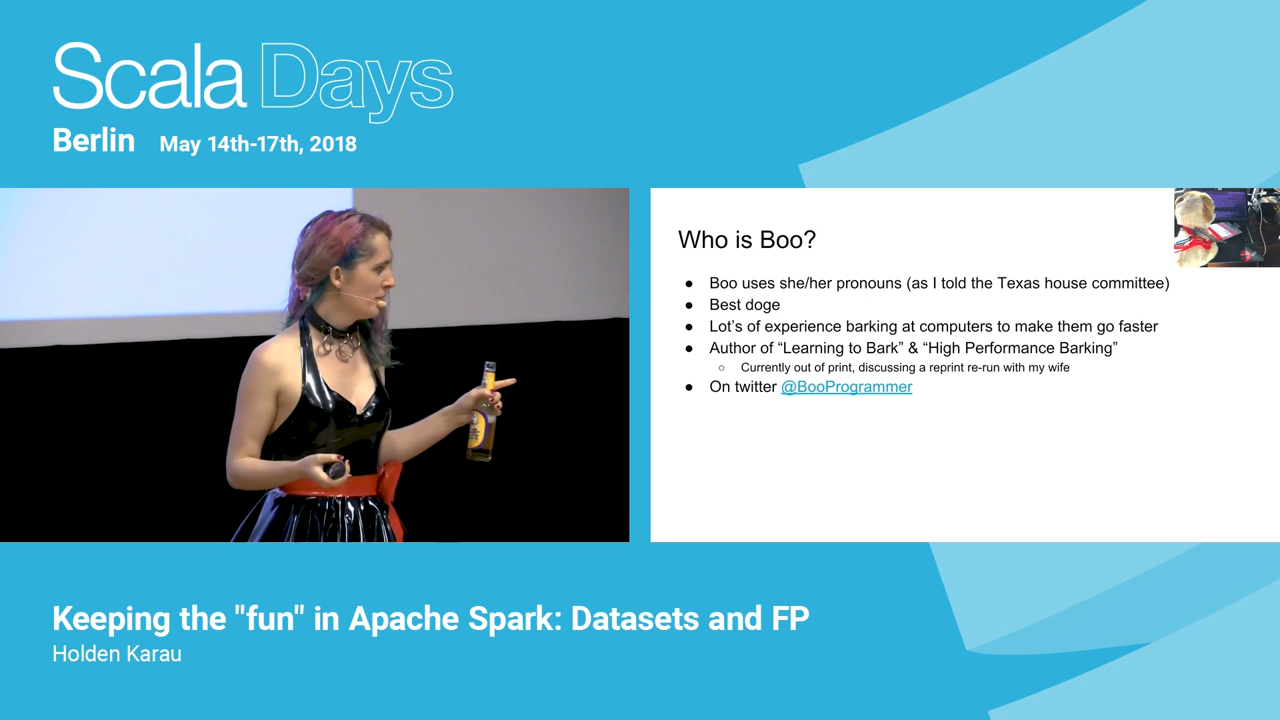 Scala Days
Berlin May 14th-17th, 2018
Who is Boo?
● Boo uses she/her pronouns (as I told the Texas house committee)
● Best doge
● Lot’s of experience barking at computers to make them go faster
● Author of “Learning to Bark” & “High Performance Barking”
○ Currently out of print, discussing a reprint re-run with my wife
● On twitter @BooProgrammer
Keeping the "fun" in Apache Spark: Datasets and FP
Holden Karau